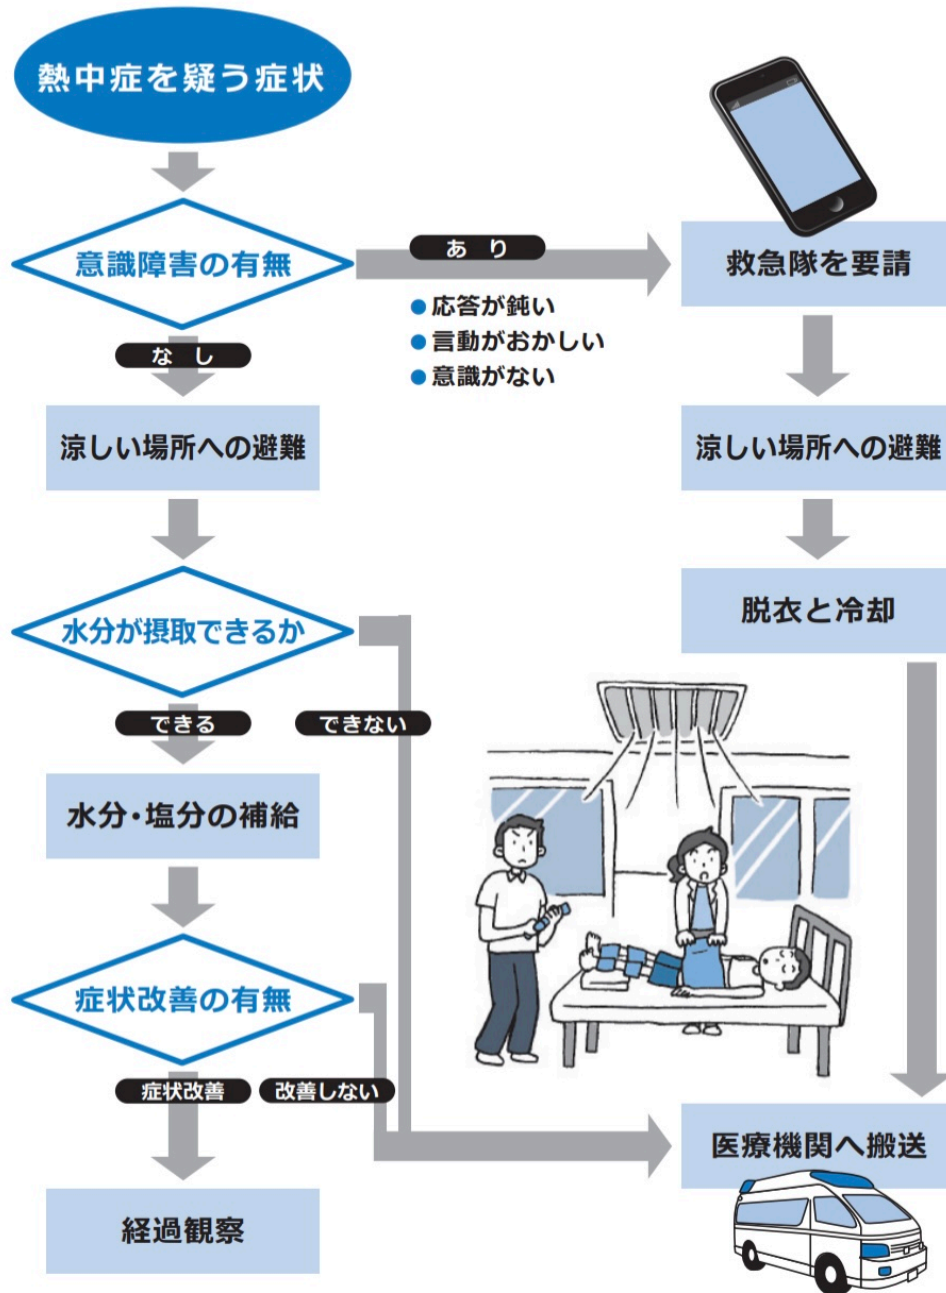 熱中症を疑う症状
意識障害の有無
あり
救急隊を要請
応答が鈍い
言動がおかしい
意識がない
なし
涼しい場所への避難
涼しい場所への避難
水分が摂取できるか
脱衣と冷却
できる
できない
水分・塩分の補給
症状改善の有無
症状改善
改善しない
医療機関へ搬送
経過観察